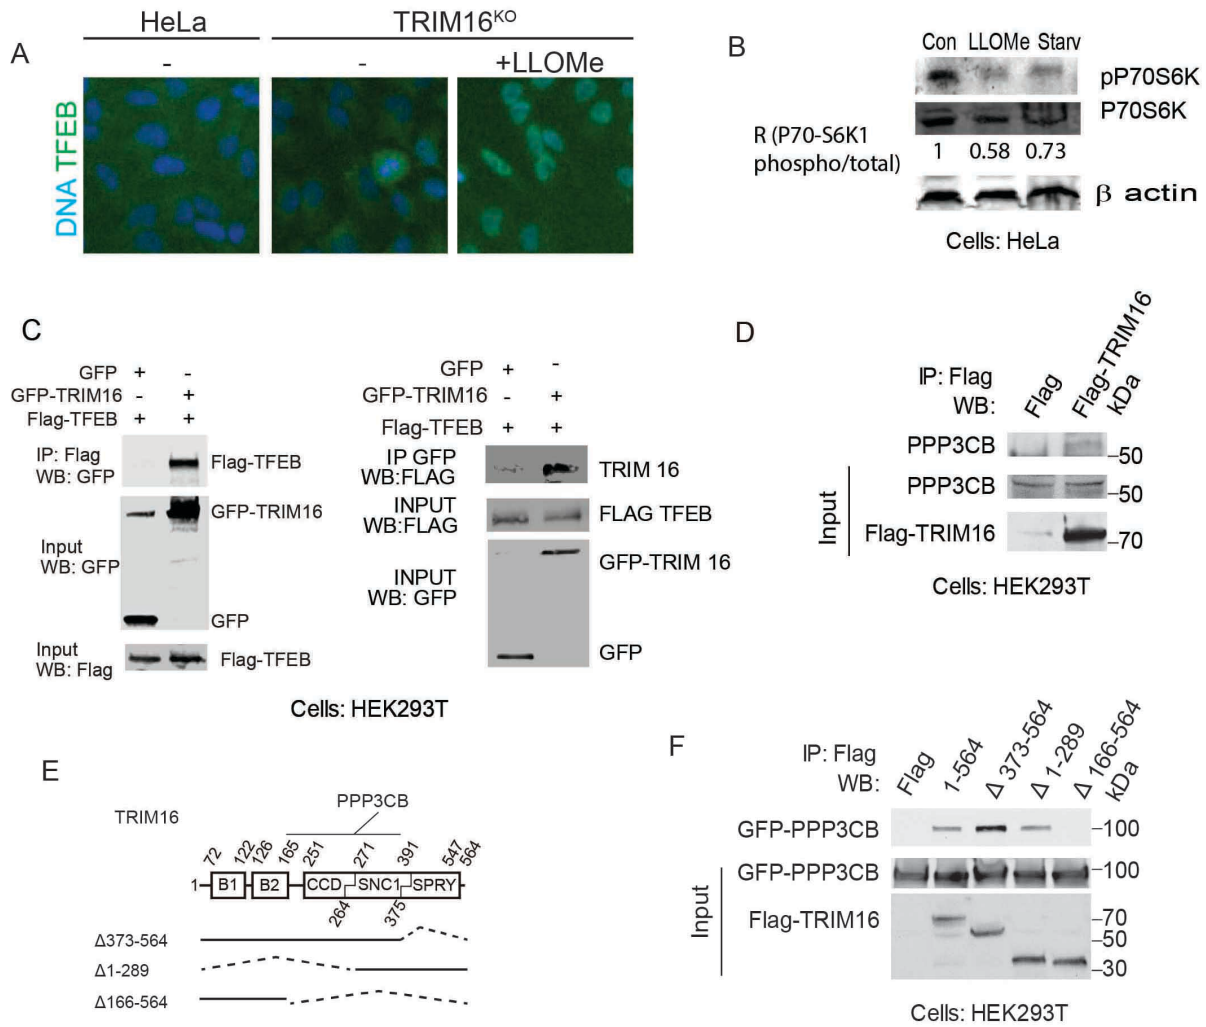 A
HeLa
TRIM16KO
-
-
+LLOMe
DNA TFEB
B
Con LLOMe Starv
pP70S6K
P70S6K
R (P70-S6K1
phospho/total)
1 0.58 0.73
β actin
Cells: HeLa
C
GFP + -
GFP-TRIM16 - +
Flag-TFEB + +
IP: Flag
WB: GFP
Flag-TFEB
GFP-TRIM16
Input
WB: GFP
GFP
Input
WB: Flag
Flag-TFEB
GFP + -
GFP-TRIM16 - +
Flag-TFEB + +
IP GFP
WB:FLAG
TRIM 16
INPUT
WB:FLAG
FLAG TFEB
GFP-TRIM 16
INPUT
WB: GFP
GFP
Cells: HEK293T
D
IP: Flag
WB:
Flag
Flag-TRIM16
kDa
PPP3CB
-50
PPP3CB
-50
Input
Flag-TRIM16
-70
Cells: HEK293T
E
TRIM16
PPP3CB
72 122 126 165 251 271 391 547 564
1 B1 B2 CCD SNC1 SPRY
264 375
Δ373-564
Δ1-289
Δ166-564
F
IP: Flag
WB:
Flag
1-564
Δ 373-564
Δ 1-289
Δ 166-564
kDa
GFP-PPP3CB
-100
GFP-PPP3CB
-100
Input
Flag-TRIM16
-70
-50
-30
Cells: HEK293T